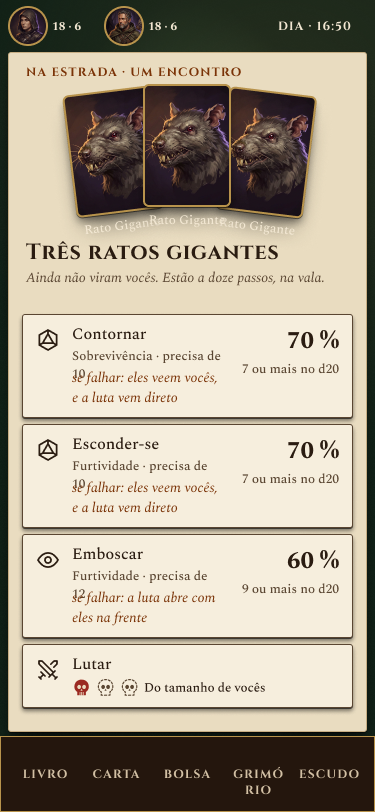 18·6
18·6
DIA · 16:50
NA ESTRADA · UM ENCONTRO
Rato Gigante
Rato Gigante
Rato Gigante
Três ratos gigantes
Ainda não viram vocês. Estão a doze passos, na vala.
Contornar
70 %
Sobrevivência · precisa de
10
7 ou mais no d20
se falhar: eles veem vocês,
e a luta vem direto
Esconder-se
70 %
Furtividade · precisa de
10
7 ou mais no d20
se falhar: eles veem vocês,
e a luta vem direto
Emboscar
60 %
Furtividade · precisa de
12
9 ou mais no d20
se falhar: a luta abre com
eles na frente
Lutar
Do tamanho de vocês
LIVRO
CARTA
BOLSA
GRIMÓ
RIO
ESCUDO